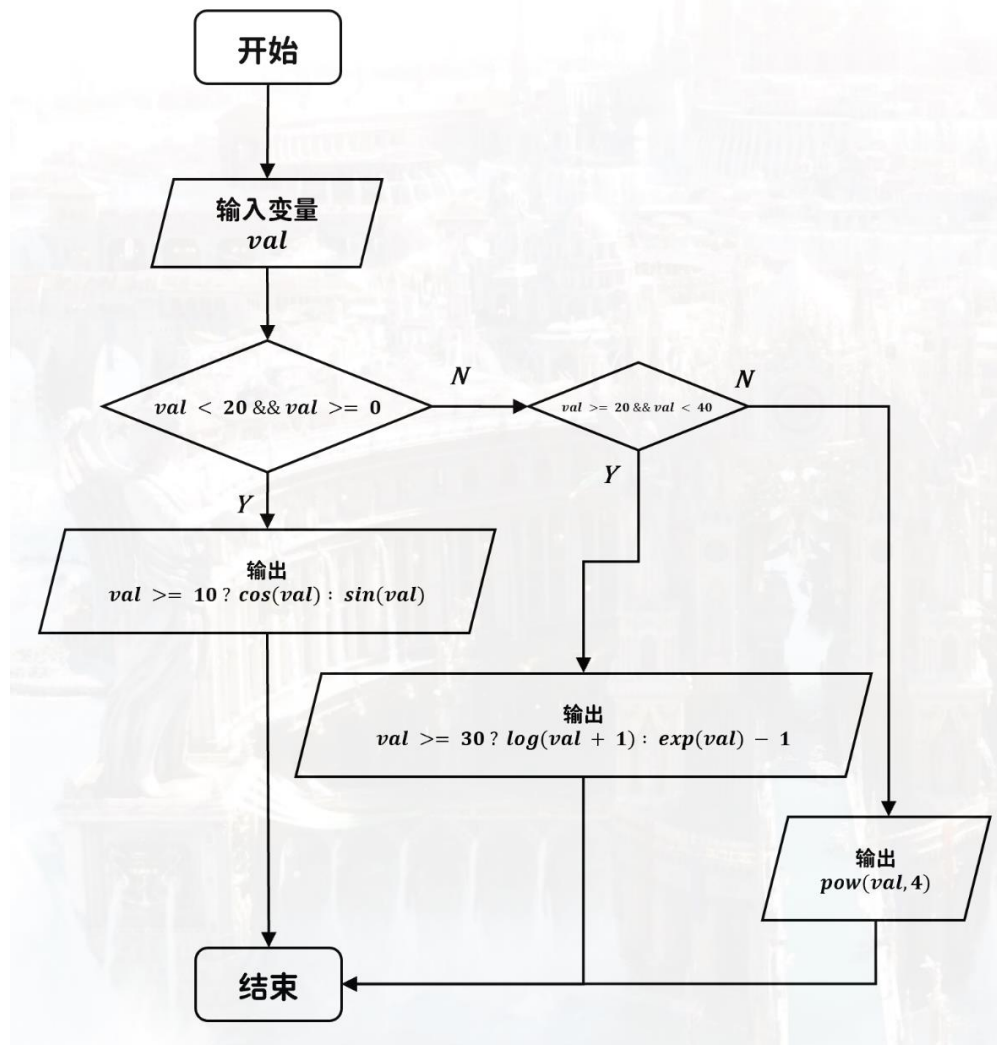 开始
输入变量
val
val < 20 && val >= 0
N
val >= 20 && val < 40
N
Y
Y
输出
val >= 10 ? cos(val) : sin(val)
输出
val >= 30 ? log(val + 1) : exp(val) − 1
输出
pow(val, 4)
结束